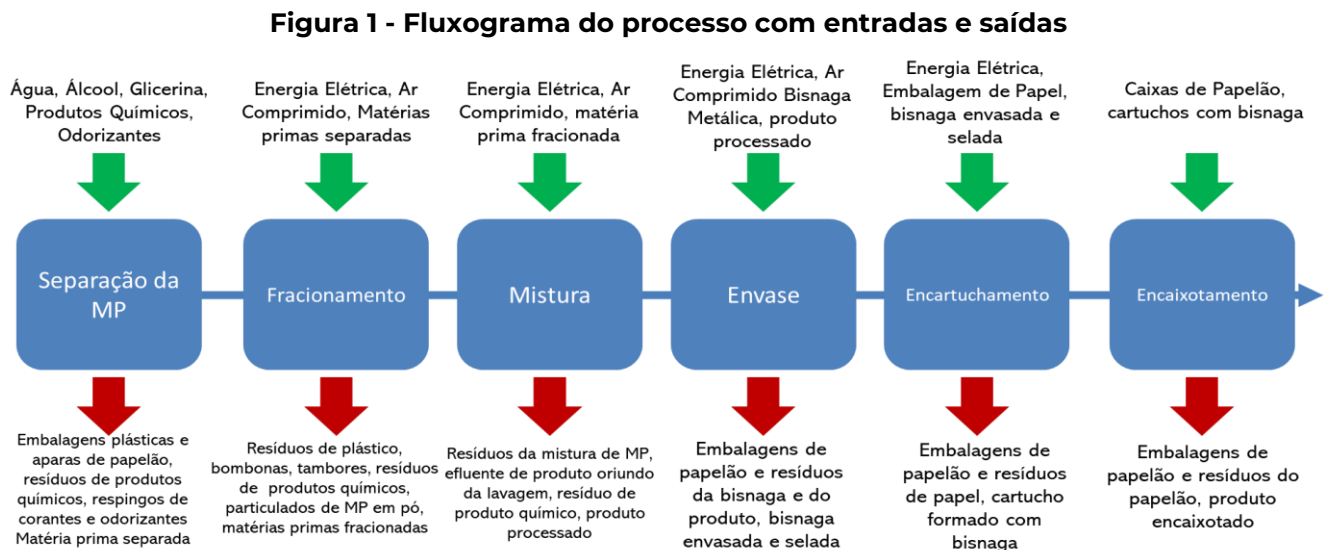 Figura 1 - Fluxograma do processo com entradas e saídas
Água, Álcool, Glicerina,
Produtos Químicos,
Odorizantes
Energia Elétrica, Ar
Comprimido, Matérias
primas separadas
Energia Elétrica, Ar
Comprimido, matéria
prima fracionada
Energia Elétrica, Ar
Comprimido Bisnaga
Metálica, produto
processado
Energia Elétrica,
Embalagem de Papel,
bisnaga envasada e
selada
Caixas de Papelão,
cartuchos com bisnaga
Separação da
MP
Fracionamento
Mistura
Envase
Encartuchamento
Encaixotamento
Embalagens plásticas e
aparas de papelão,
resíduos de produtos
químicos, respingos de
corantes e odorizantes
Matéria prima separada
Resíduos de plástico,
bombonas, tambores, resíduos
de produtos químicos,
particulados de MP em pó,
matérias primas fracionadas
Resíduos da mistura de MP,
efluente de produto oriundo
da lavagem, resíduo de
produto químico, produto
processado
Embalagens de
papelão e resíduos
da bisnaga e do
produto, bisnaga
envasada e selada
Embalagens de
papelão e resíduos
de papel, cartucho
formado com
bisnaga
Embalagens de
papelão e resíduos do
papelão, produto
encaixotado